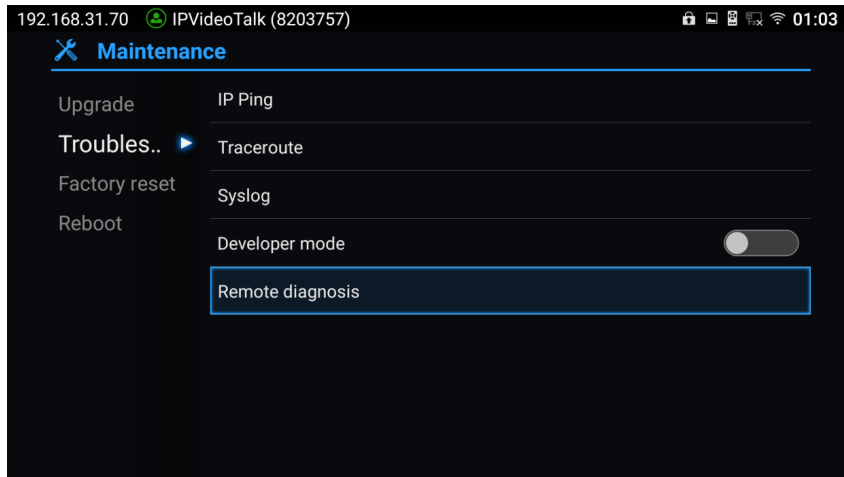 192.168.31.70 IPVideoTalk (8203757) 01:03
Maintenance
Upgrade
Troubles..
Factory reset
Reboot
IP Ping
Traceroute
Syslog
Developer mode
Remote diagnosis